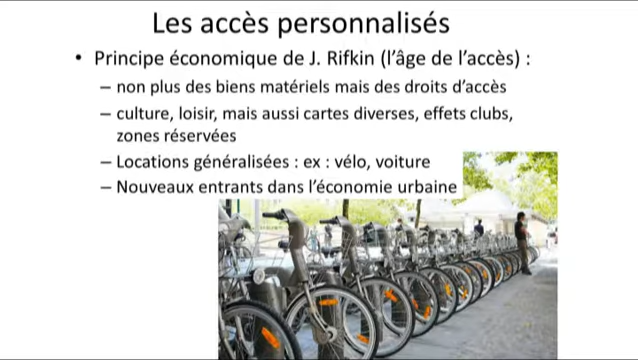 Les accès personnalisés
• Principe économique de J. Rifkin (l’âge de l’accès) :
– non plus des biens matériels mais des droits d’accès
– culture, loisir, mais aussi cartes diverses, effets clubs,
zones réservées
– Locations généralisées : ex : vélo, voiture
– Nouveaux entrants dans l’économie urbaine